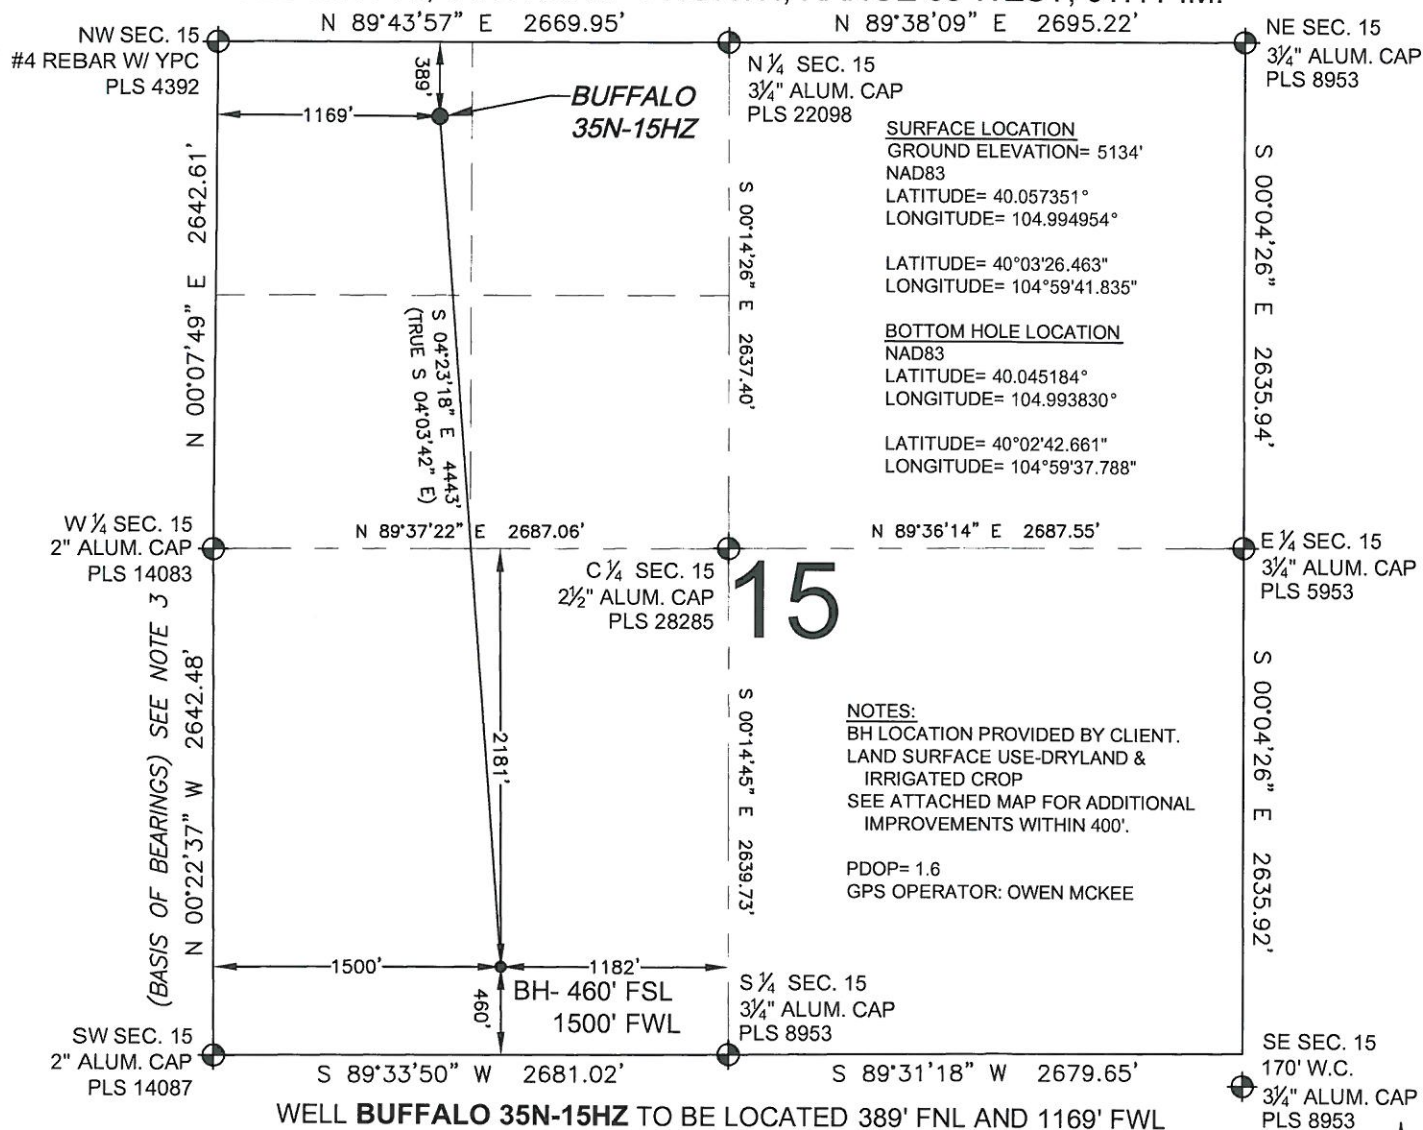 N 89°43'57" E 2669.95'
N 89°38'09" E 2695.22'
NW SEC. 15
#4 REBAR W/ YPC
PLS 4392
N ¼ SEC. 15
3¼" ALUM. CAP
PLS 22098
NE SEC. 15
3¼" ALUM. CAP
PLS 8953
389'
1169'
BUFFALO
35N-15HZ
SURFACE LOCATION
GROUND ELEVATION= 5134'
NAD83
LATITUDE= 40.057351°
LONGITUDE= 104.994954°
LATITUDE= 40°03'26.463"
LONGITUDE= 104°59'41.835"
BOTTOM HOLE LOCATION
NAD83
LATITUDE= 40.045184°
LONGITUDE= 104.993830°
LATITUDE= 40°02'42.661"
LONGITUDE= 104°59'37.788"
N 00°07'49" E 2642.61'
S 04°23'18" E 4443'
(TRUE S 04°03'42" E)
S 00°14'26" E 2637.40'
S 00°04'26" E 2635.94'
W ¼ SEC. 15
2" ALUM. CAP
PLS 14083
N 89°37'22" E 2687.06'
N 89°36'14" E 2687.55'
C ¼ SEC. 15
2½" ALUM. CAP
PLS 28285
15
E ¼ SEC. 15
3¼" ALUM. CAP
PLS 5953
(BASIS OF BEARINGS) SEE NOTE 3
N 00°22'37" W 2642.48'
2181'
S 00°14'45" E 2639.73'
S 00°04'26" E 2635.92'
NOTES:
BH LOCATION PROVIDED BY CLIENT.
LAND SURFACE USE-DRYLAND &
IRRIGATED CROP
SEE ATTACHED MAP FOR ADDITIONAL
IMPROVEMENTS WITHIN 400'.
PDOP= 1.6
GPS OPERATOR: OWEN MCKEE
1500'
1182'
460'
BH- 460' FSL
1500' FWL
SW SEC. 15
2" ALUM. CAP
PLS 14087
S ¼ SEC. 15
3¼" ALUM. CAP
PLS 8953
SE SEC. 15
170' W.C.
3¼" ALUM. CAP
PLS 8953
S 89°33'50" W 2681.02'
S 89°31'18" W 2679.65'
WELL BUFFALO 35N-15HZ TO BE LOCATED 389' FNL AND 1169' FWL